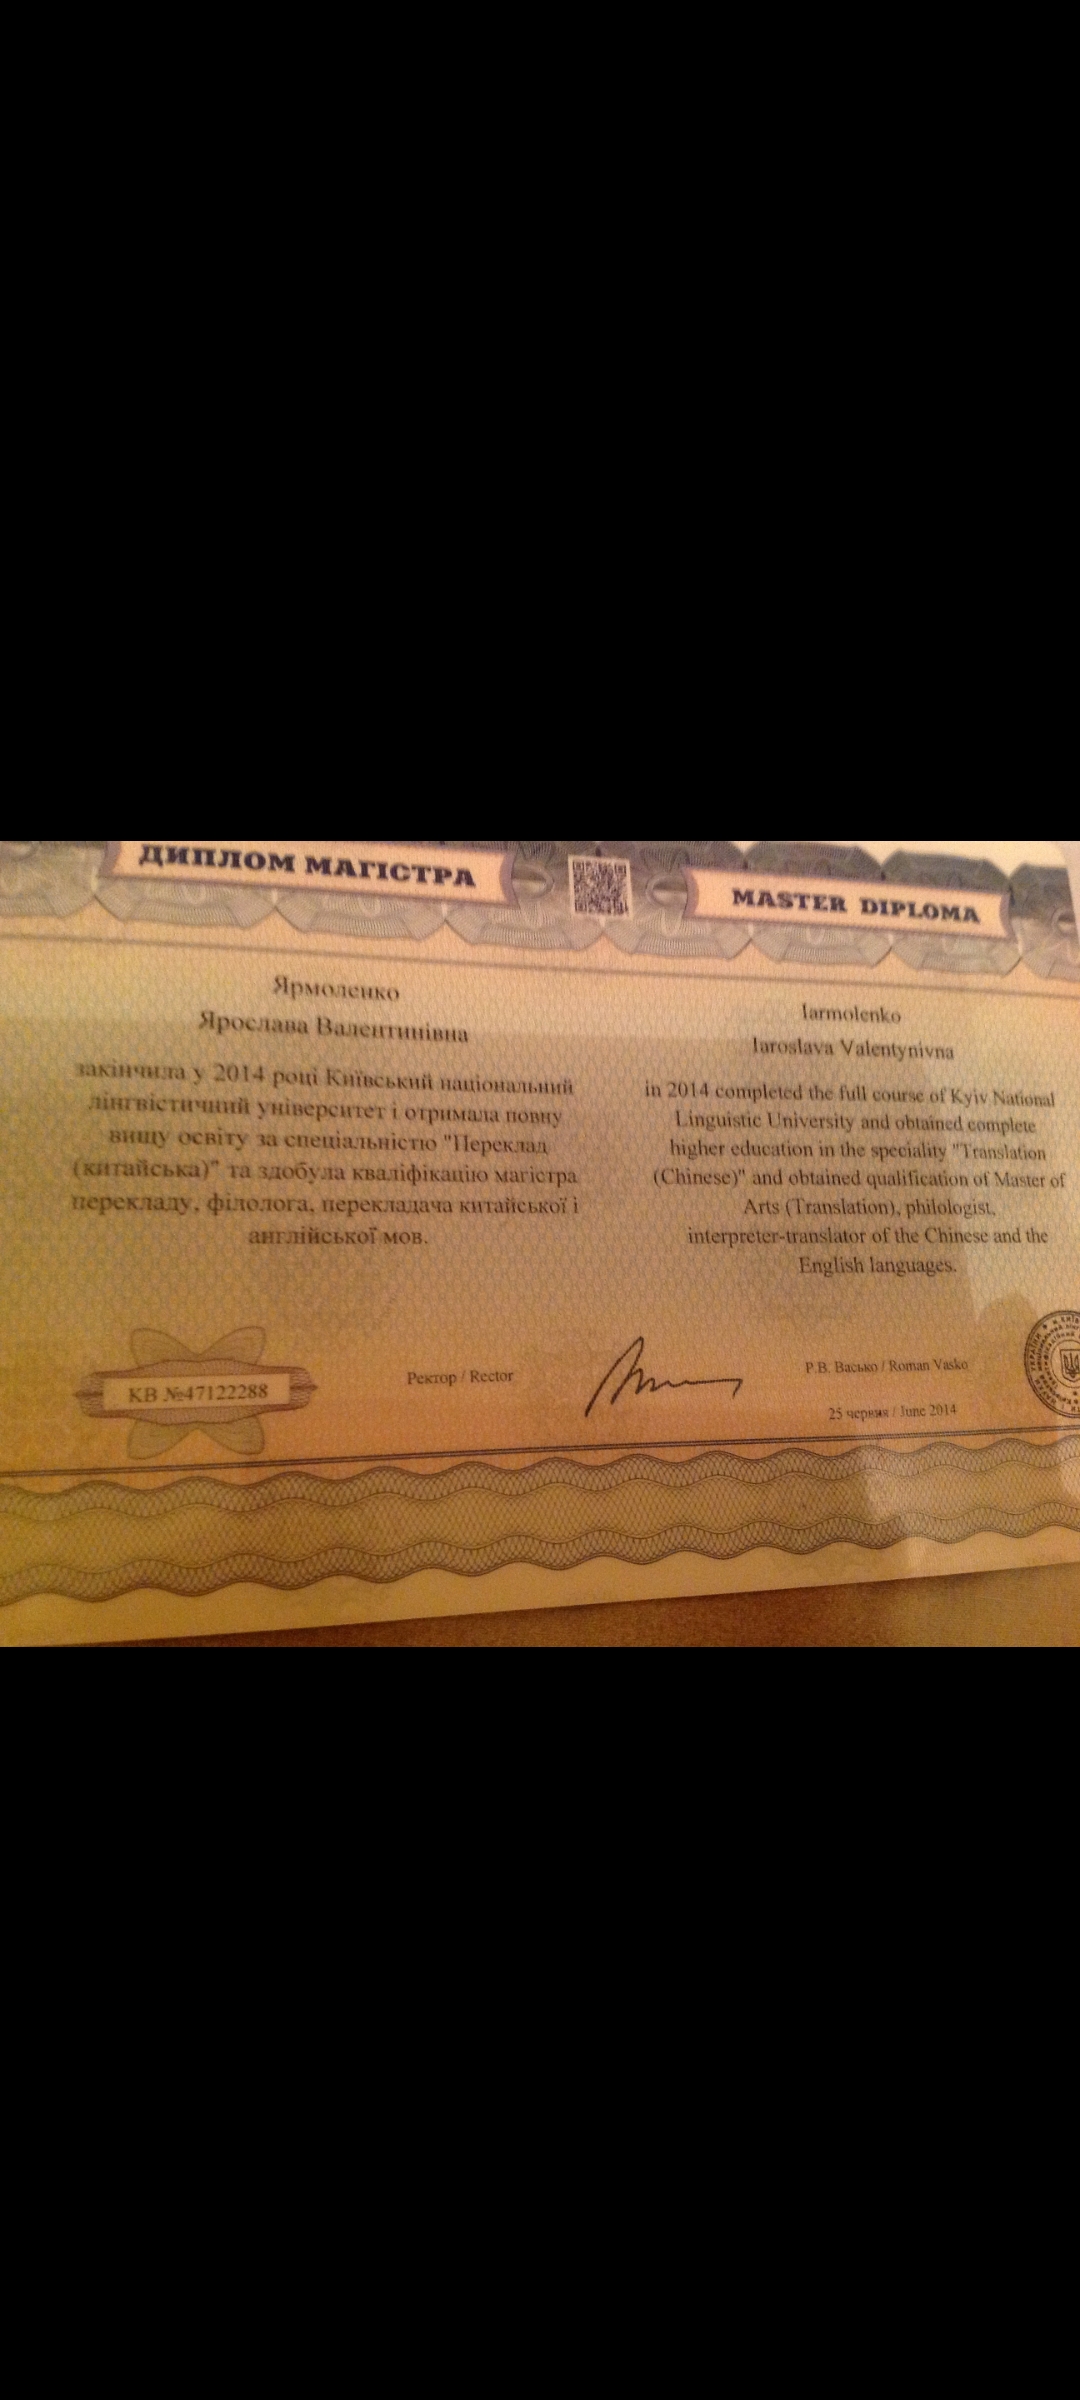 ДИПЛОМ МАГІСТРА
Ярмоленко
Ярослава Валентинівна
закінчила у 2014 році Київський національний
лінгвістичний університет і отримала повну
вищу освіту за спеціальністю "Переклад
(китайська)" та здобула кваліфікацію магістра
перекладу, філолога, перекладача китайської і
англійської мов.
MASTER DIPLOMA
Iarmolenko
Iaroslava Valentynivna
in 2014 completed the full course of Kyiv National
Linguistic University and obtained complete
higher education in the speciality "Translation
(Chinese)" and obtained qualification of Master of
Arts (Translation), philologist,
interpreter-translator of the Chinese and the
English languages.
КВ №47122288
Ректор / Rector
Р.В. Васько / Roman Vasko
25 червня / June 2014